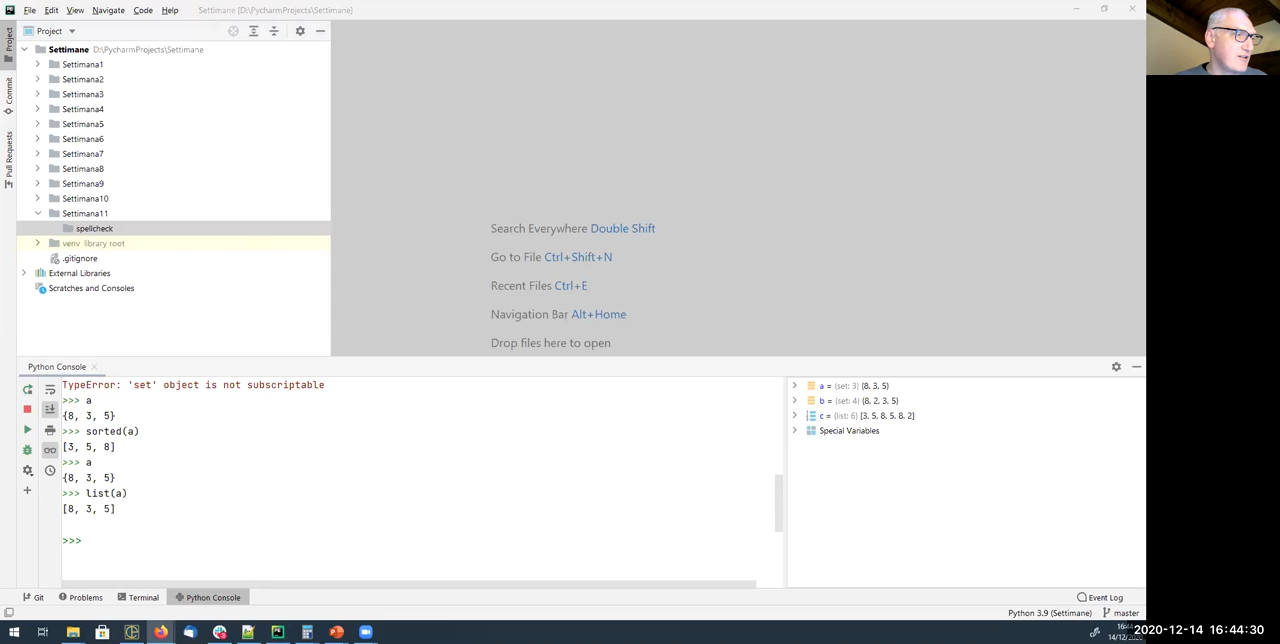 File Edit View Navigate Code Help Settimane [D:\PycharmProjects\Settimane]
Project
Settimane D:\PycharmProjects\Settimane
Settimana1
Settimana2
Settimana3
Settimana4
Settimana5
Settimana6
Settimana7
Settimana8
Settimana9
Settimana10
Settimana11
spellcheck
venv library root
.gitignore
External Libraries
Scratches and Consoles
Project
Commit
Pull Requests
Search Everywhere Double Shift
Go to File Ctrl+Shift+N
Recent Files Ctrl+E
Navigation Bar Alt+Home
Drop files here to open
Python Console
TypeError: 'set' object is not subscriptable
>>> a
{8, 3, 5}
>>> sorted(a)
[3, 5, 8]
>>> a
{8, 3, 5}
>>> list(a)
[8, 3, 5]
>>>
a = {set: 3} {8, 3, 5}
b = {set: 4} {8, 2, 3, 5}
c = {list: 6} [3, 5, 8, 5, 8, 2]
Special Variables
Git Problems Terminal Python Console Event Log
Python 3.9 (Settimane) master
2020-12-14 16:44:30